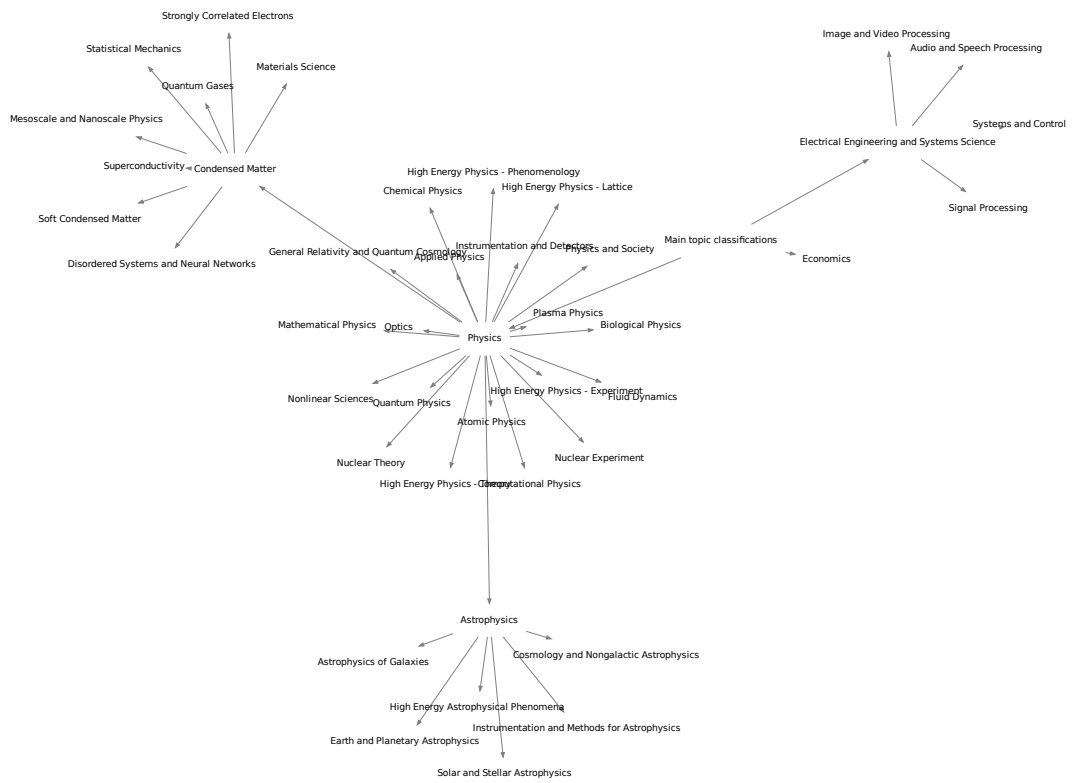 Strongly Correlated Electrons
Image and Video Processing
Statistical Mechanics
Audio and Speech Processing
Materials Science
Quantum Gases
Mesoscale and Nanoscale Physics
Systems and Control
Electrical Engineering and Systems Science
Superconductivity
Condensed Matter
High Energy Physics - Phenomenology
Chemical Physics
High Energy Physics - Lattice
Soft Condensed Matter
Signal Processing
Main topic classifications
General Relativity and Quantum Cosmology
Instrumentation and Detectors
Physics and Society
Applied Physics
Economics
Disordered Systems and Neural Networks
Plasma Physics
Mathematical Physics
Optics
Biological Physics
Physics
High Energy Physics - Experiment
Nonlinear Sciences
Quantum Physics
Fluid Dynamics
Atomic Physics
Nuclear Theory
Nuclear Experiment
High Energy Physics - Theory
Computational Physics
Astrophysics
Astrophysics of Galaxies
Cosmology and Nongalactic Astrophysics
High Energy Astrophysical Phenomena
Instrumentation and Methods for Astrophysics
Earth and Planetary Astrophysics
Solar and Stellar Astrophysics